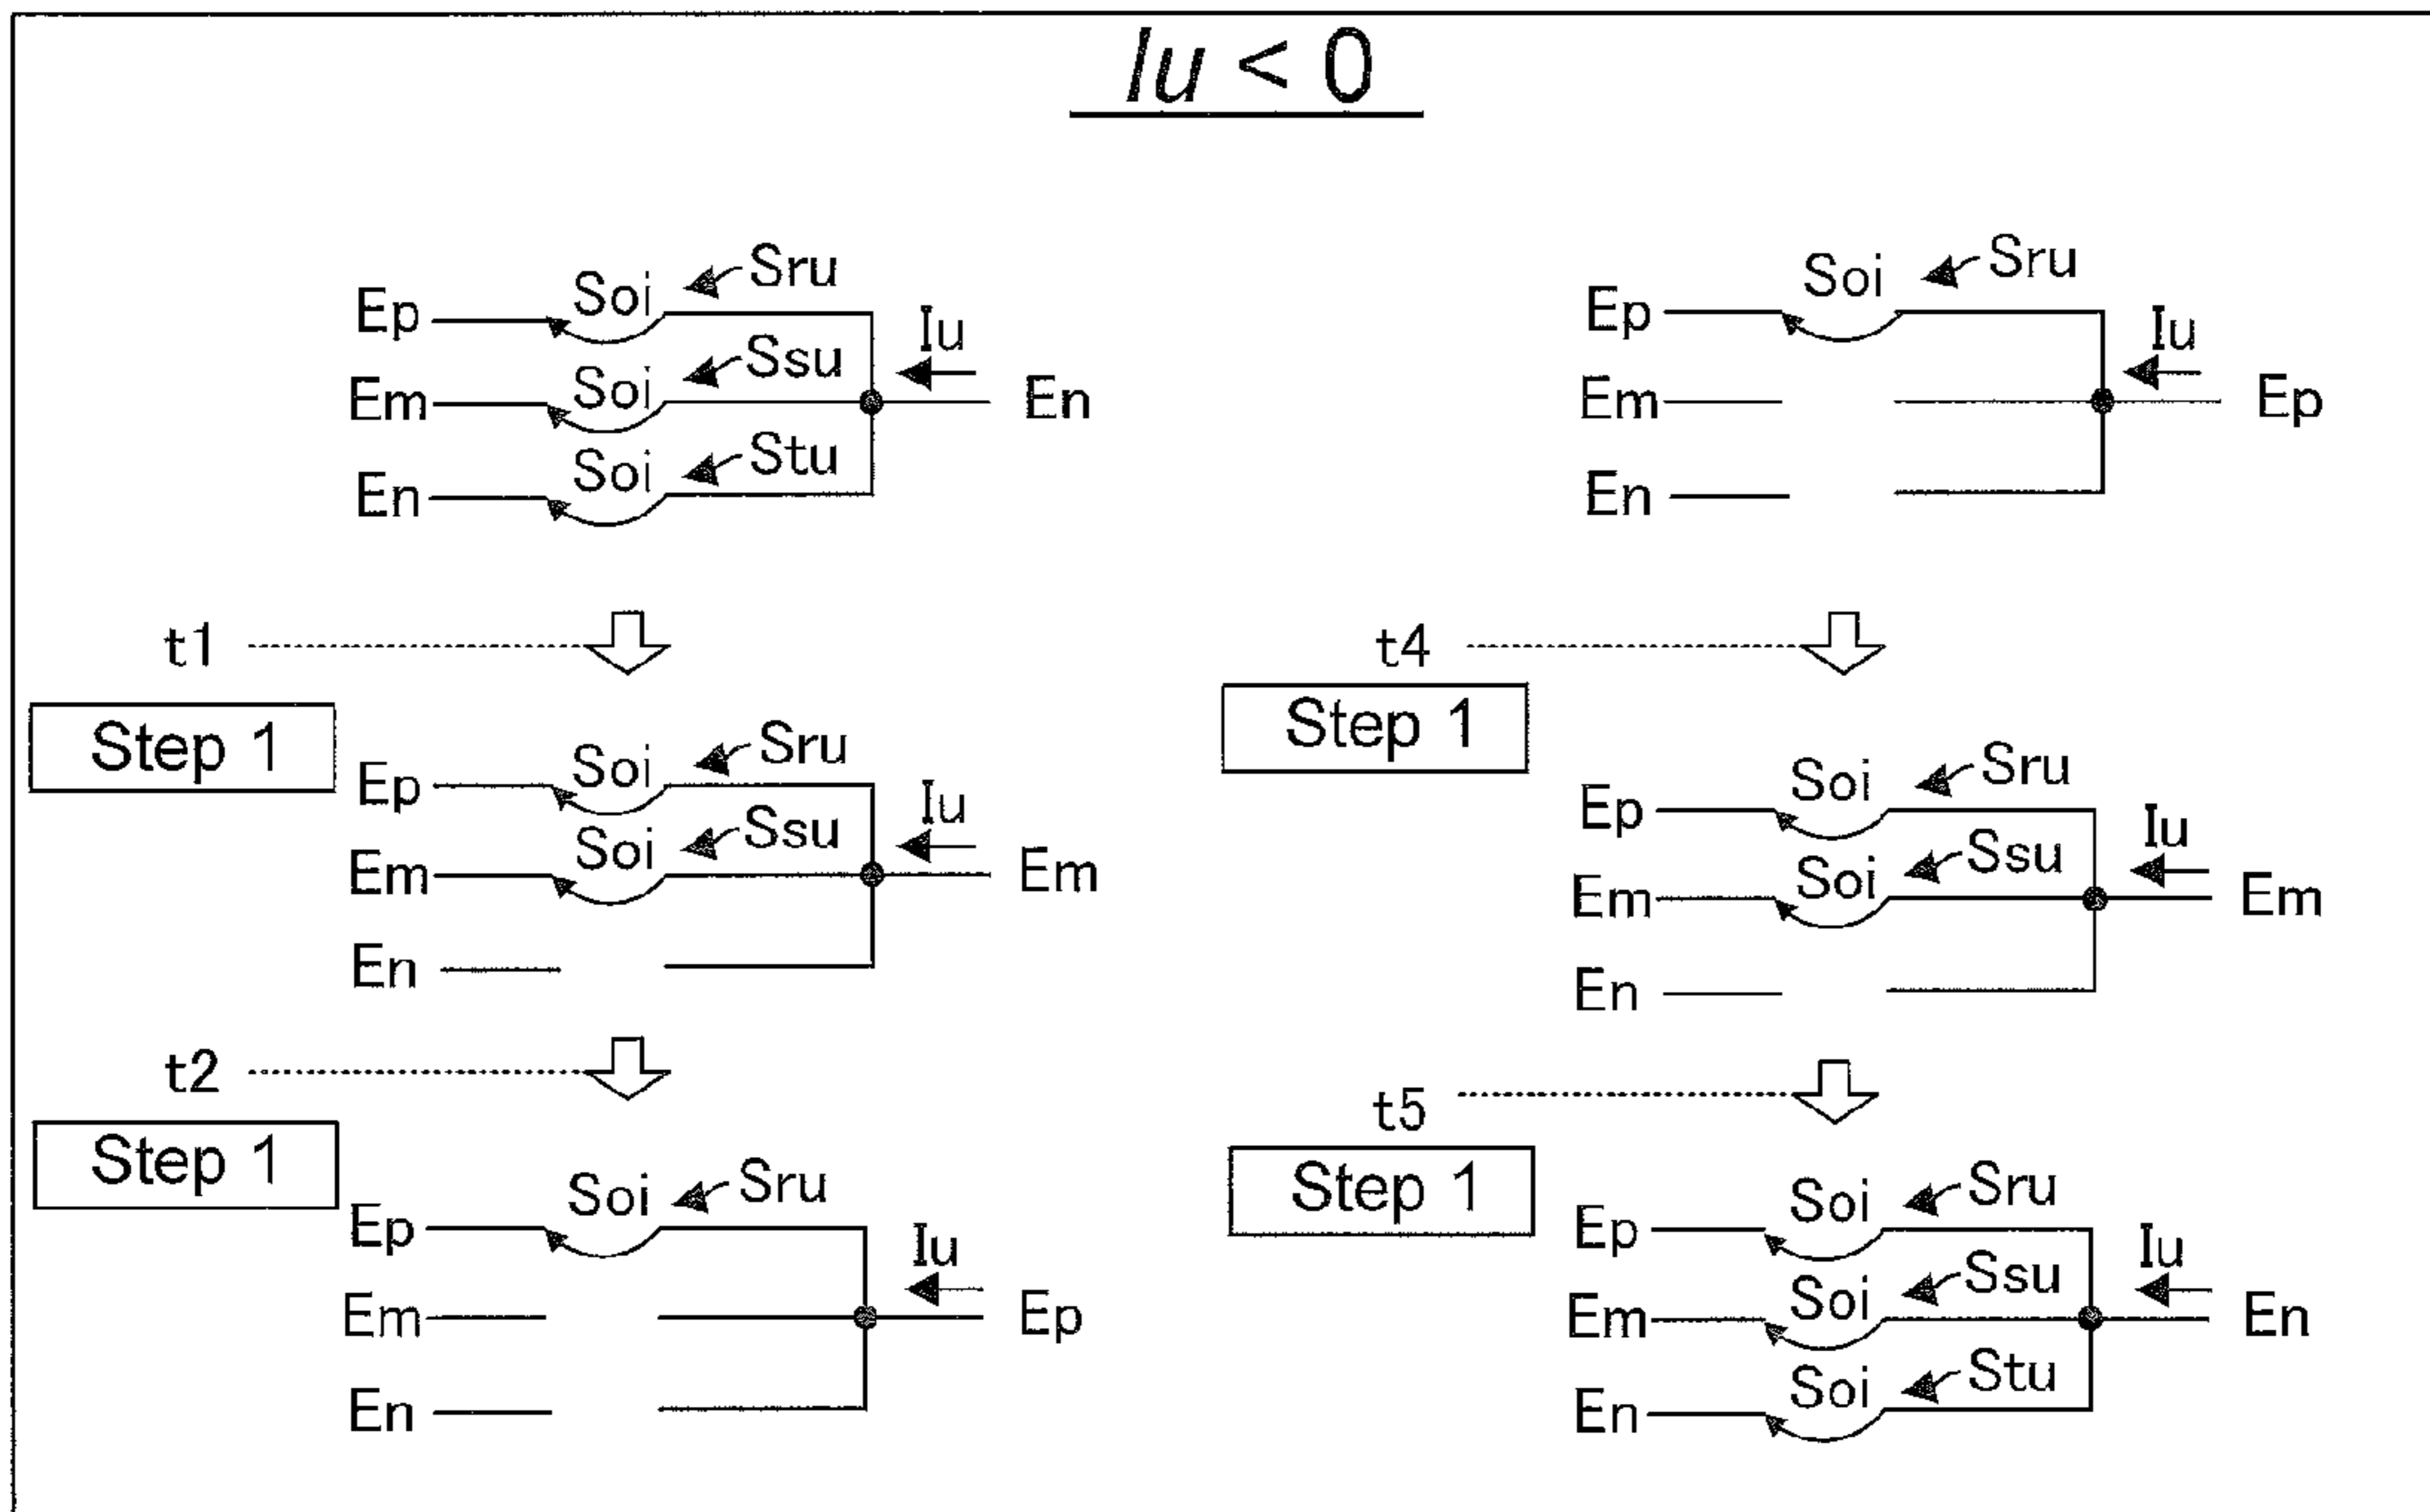 Iu < 0
Soi Sru
Ep
Iu
Soi Ssu
Em En
Soi Stu
En
t1
Step 1
Soi Sru
Ep
Iu
Soi Ssu
Em Em
En
t2
Step 1
Soi Sru
Ep
Iu
Em Ep
En
Soi Sru
Ep
Iu
Em Ep
En
t4
Step 1
Soi Sru
Ep
Iu
Soi Ssu
Em Em
En
t5
Step 1
Soi Sru
Ep
Iu
Soi Ssu
Em En
Soi Stu
En